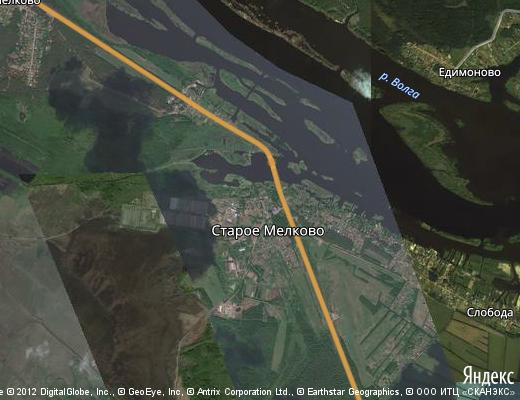 Мелково
р. Волга
Едимоново
Старое Мелково
Слобода
Яндекс
© 2012 DigitalGlobe, Inc., © GeoEye, Inc., © Antrix Corporation Ltd., © Earthstar Geographics, © ООО ИТЦ «СКАНЭКС»